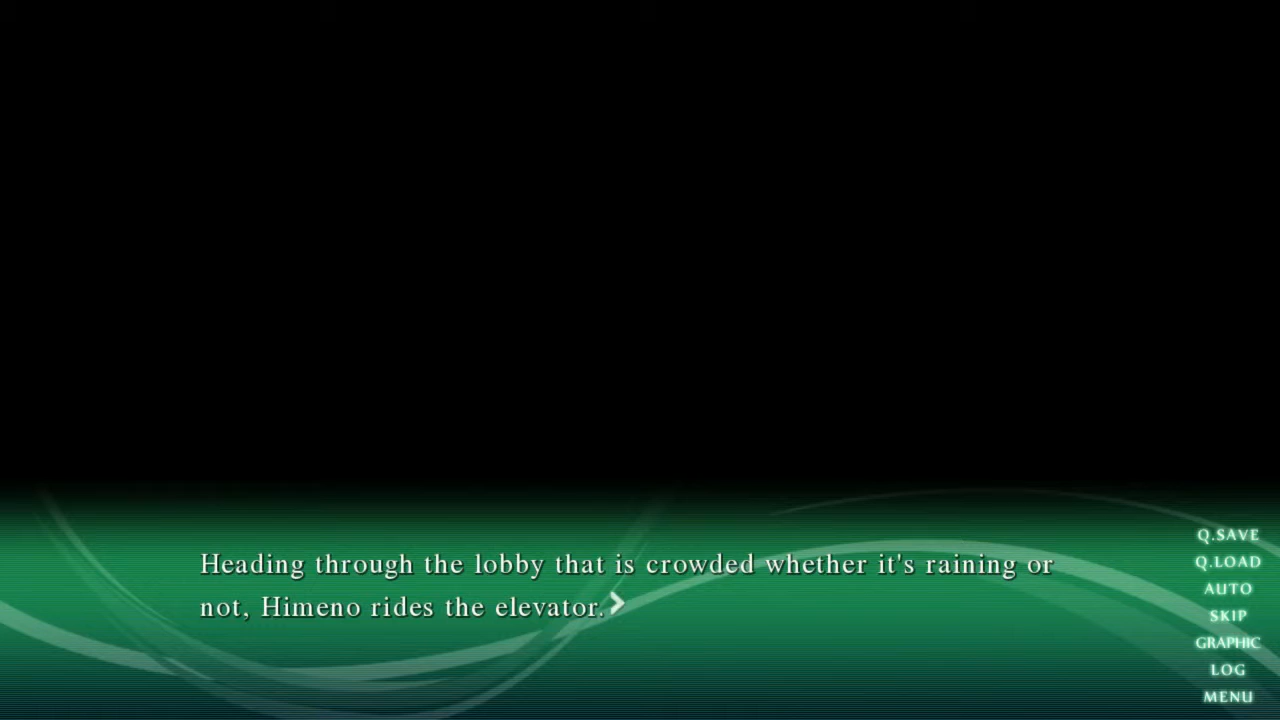 Heading through the lobby that is crowded whether it's raining or
not, Himeno rides the elevator.
Q.SAVE
Q.LOAD
AUTO
SKIP
GRAPHIC
LOG
MENU